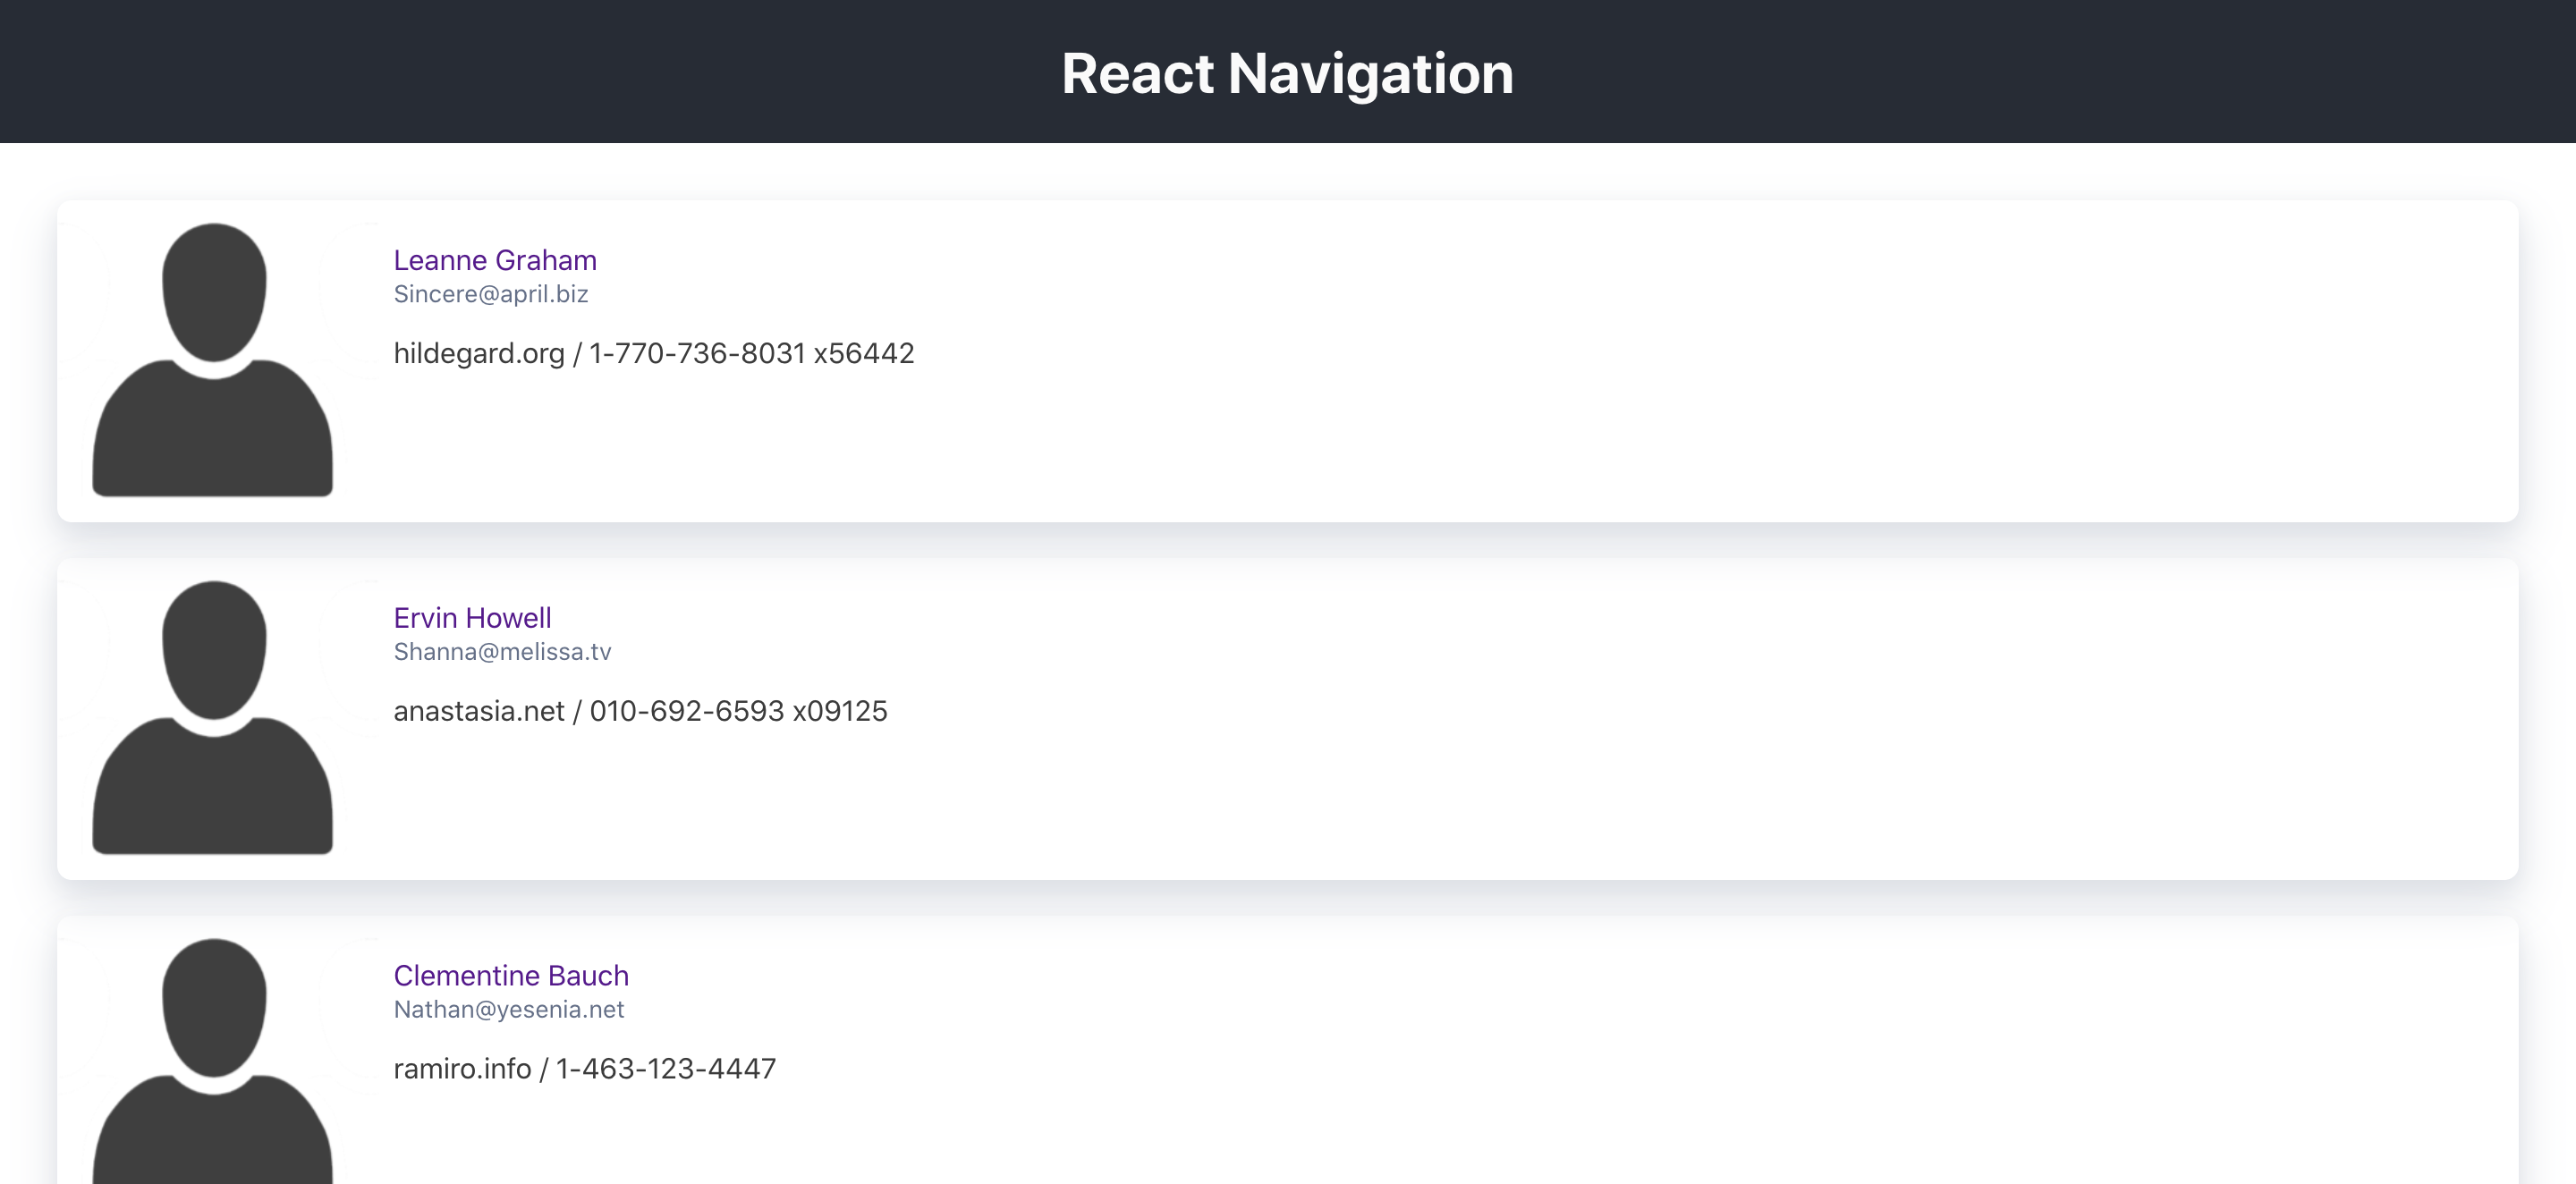 React Navigation
Leanne Graham
Sincere@april.biz
hildegard.org / 1-770-736-8031 x56442
Ervin Howell
Shanna@melissa.tv
anastasia.net / 010-692-6593 x09125
Clementine Bauch
Nathan@yesenia.net
ramiro.info / 1-463-123-4447